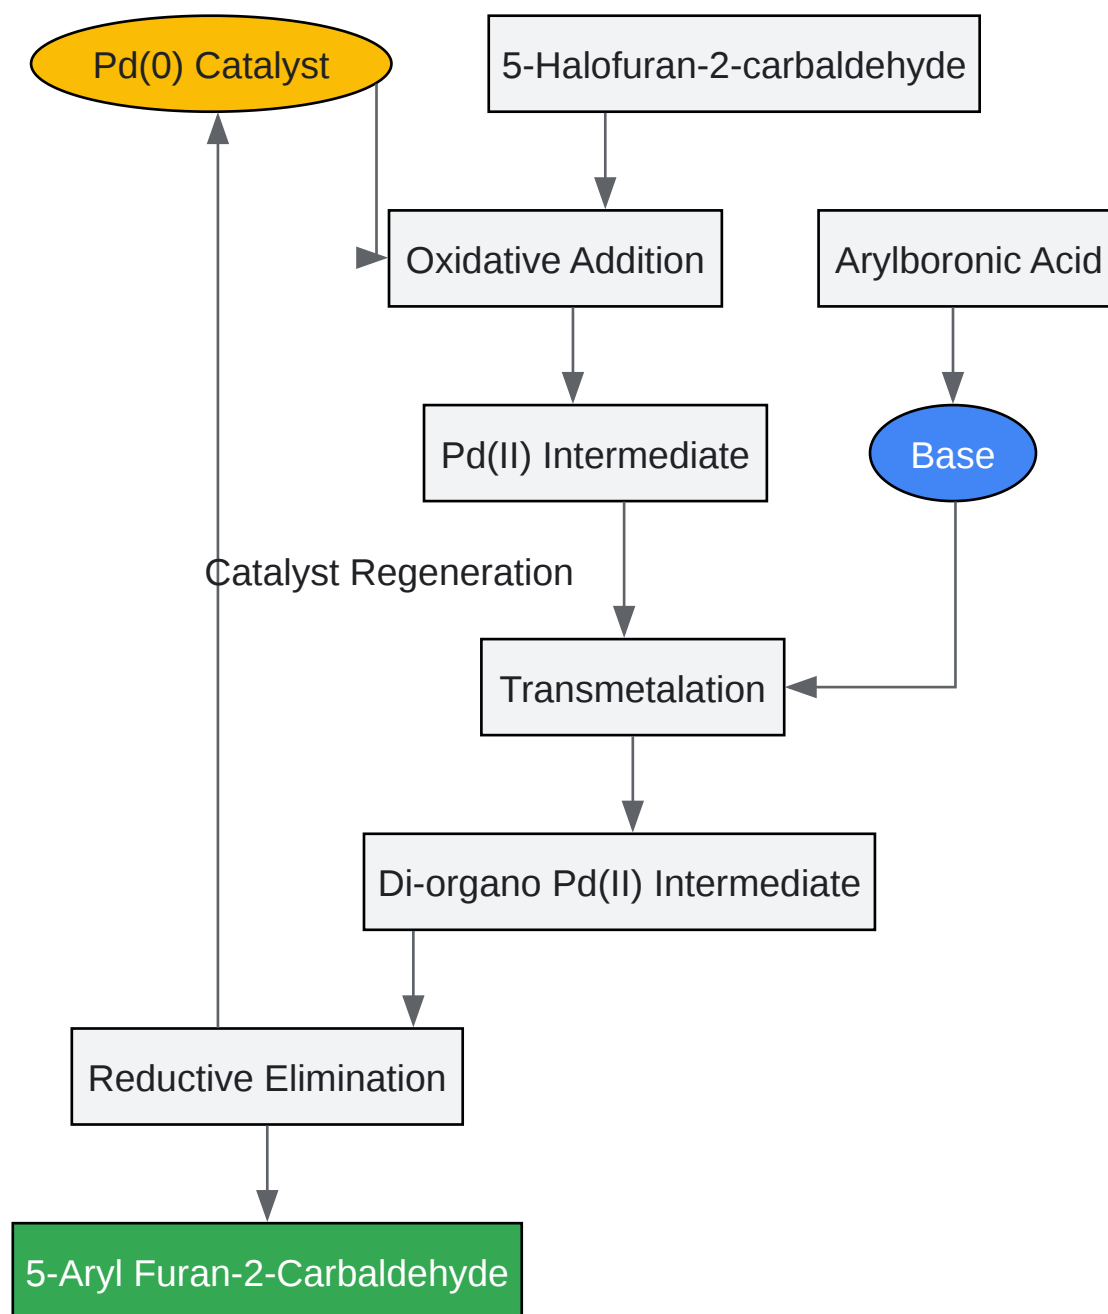 Pd(0) Catalyst
5-Halofuran-2-carbaldehyde
Oxidative Addition
Arylboronic Acid
Pd(II) Intermediate
Base
Catalyst Regeneration
Transmetalation
Di-organo Pd(II) Intermediate
Reductive Elimination
5-Aryl Furan-2-Carbaldehyde